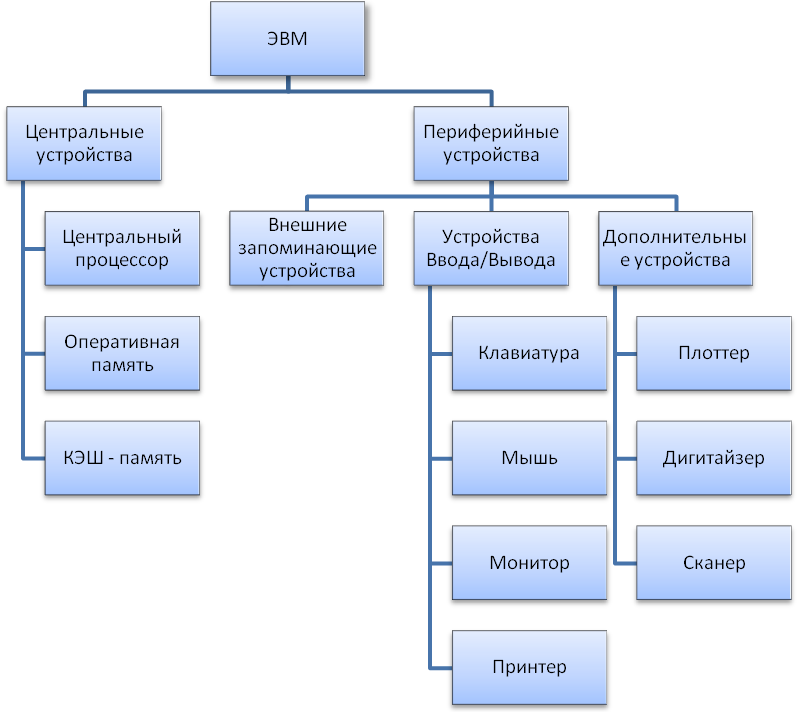 ЭВМ
Центральные
устройства
Периферийные
устройства
Центральный
процессор
Оперативная
память
КЭШ - память
Внешние
запоминающие
устройства
Устройства
Ввода/Вывода
Клавиатура
Мышь
Монитор
Принтер
Дополнительны
е устройства
Плоттер
Дигитайзер
Сканер